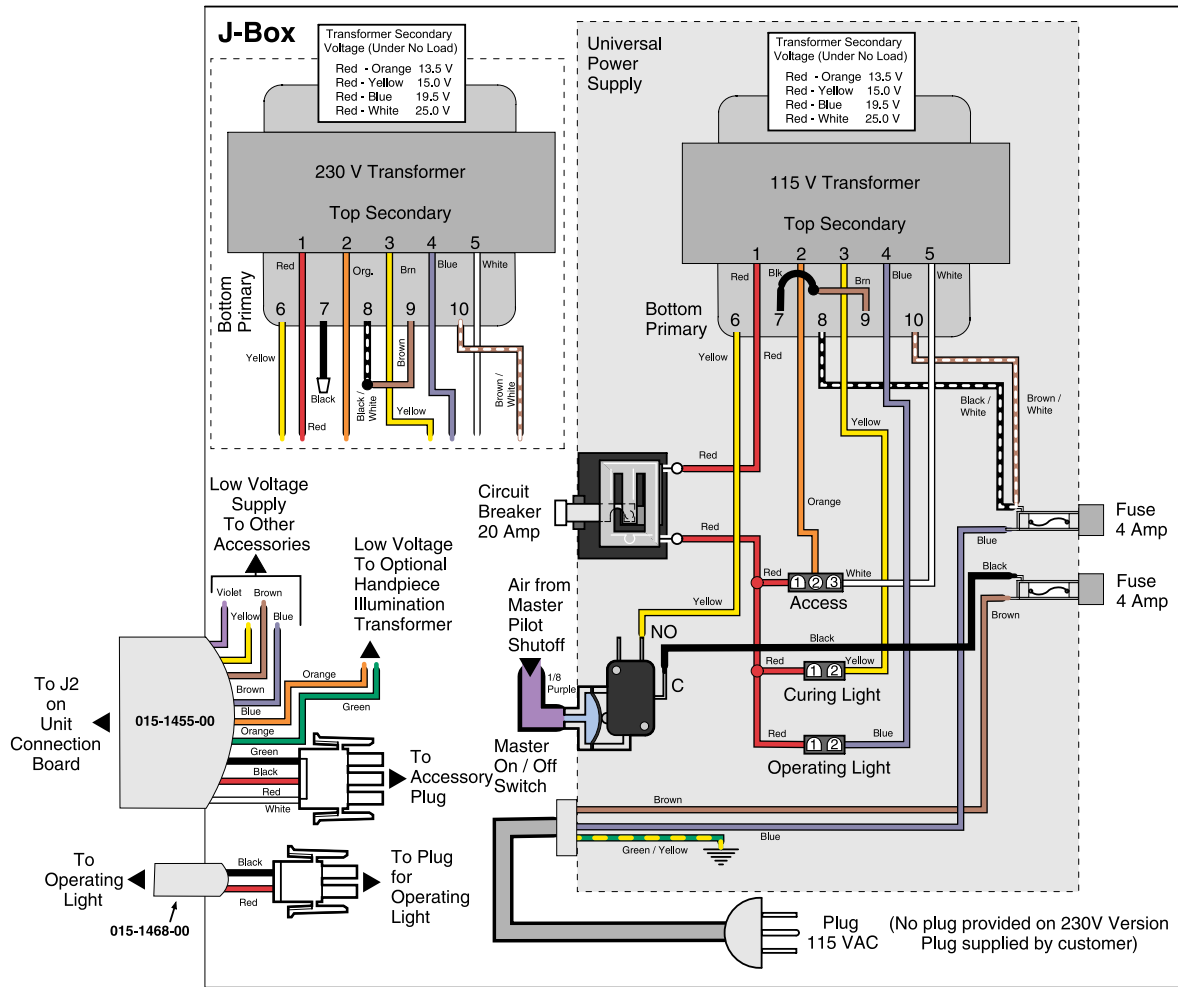 J-Box
Transformer Secondary
Voltage (Under No Load)
Red - Orange 13.5 V
Red - Yellow 15.0 V
Red - Blue 19.5 V
Red - White 25.0 V
230 V Transformer
Top Secondary
1
2
3
4
5
Red
Org.
Brn
Blue
White
Bottom
Primary
6
7
8
9
10
Yellow
Black
Red
Black /
White
Brown
Yellow
Brown /
White
Universal
Power
Supply
Transformer Secondary
Voltage (Under No Load)
Red - Orange 13.5 V
Red - Yellow 15.0 V
Red - Blue 19.5 V
Red - White 25.0 V
115 V Transformer
Top Secondary
1
2
3
4
5
Red
Blk
Brn
Blue
White
Bottom
Primary
6
7
8
9
10
Yellow
Red
Black /
White
Brown /
White
Yellow
Red
Circuit
Breaker
20 Amp
Orange
Red
Fuse
4 Amp
Blue
Red
1 2 3
White
Access
Black
Fuse
4 Amp
Brown
Yellow
Air from
Master
Pilot
Shutoff
NO
Black
1/8
Purple
C
Red
1 2
Yellow
Curing Light
Red
1 2
Blue
Operating Light
Master
On / Off
Switch
Brown
Blue
Green / Yellow
Low Voltage
Supply
To Other
Accessories
Low Voltage
To Optional
Handpiece
Illumination
Transformer
Violet
Brown
Yellow
Blue
Brown
Orange
Blue
Green
Orange
Green
Black
Red
White
To J2
on
Unit
Connection
Board
015-1455-00
To
Accessory
Plug
To
Operating
Light
Black
Red
To Plug
for
Operating
Light
015-1468-00
Plug
115 VAC
(No plug provided on 230V Version
Plug supplied by customer)